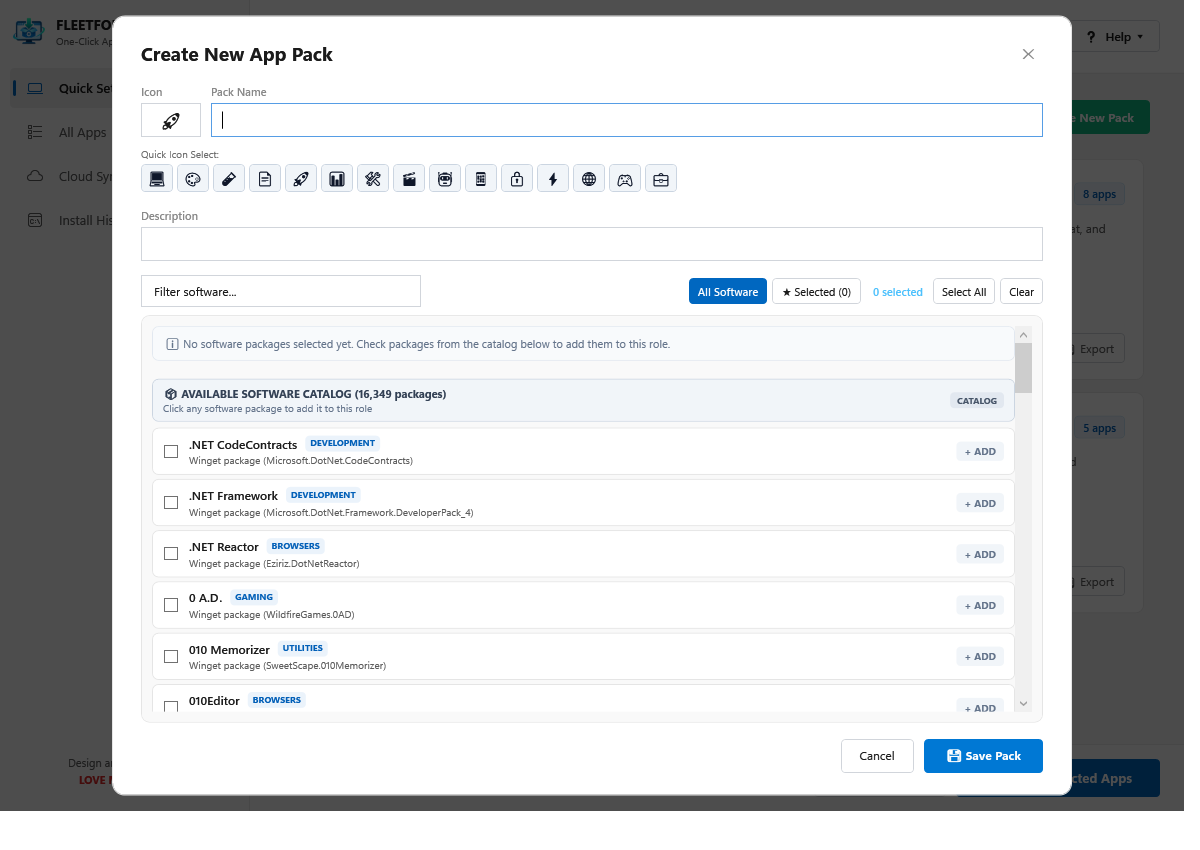 FLEETFO
One-Click Ap
? Help
Quick Se
All Apps
Cloud Syn
Install His
e New Pack
8 apps
at, and
Export
5 apps
d
Export
Design an
LOVE
cted Apps
Create New App Pack
Icon
Pack Name
Quick Icon Select:
Description
Filter software...
All Software
★ Selected (0)
0 selected
Select All
Clear
No software packages selected yet. Check packages from the catalog below to add them to this role.
AVAILABLE SOFTWARE CATALOG (16,349 packages)
Click any software package to add it to this role
CATALOG
.NET CodeContracts DEVELOPMENT
Winget package (Microsoft.DotNet.CodeContracts)
+ ADD
.NET Framework DEVELOPMENT
Winget package (Microsoft.DotNet.Framework.DeveloperPack_4)
+ ADD
.NET Reactor BROWSERS
Winget package (Eziriz.DotNetReactor)
+ ADD
0 A.D. GAMING
Winget package (WildfireGames.0AD)
+ ADD
010 Memorizer UTILITIES
Winget package (SweetScape.010Memorizer)
+ ADD
010Editor BROWSERS
+ ADD
Cancel
Save Pack